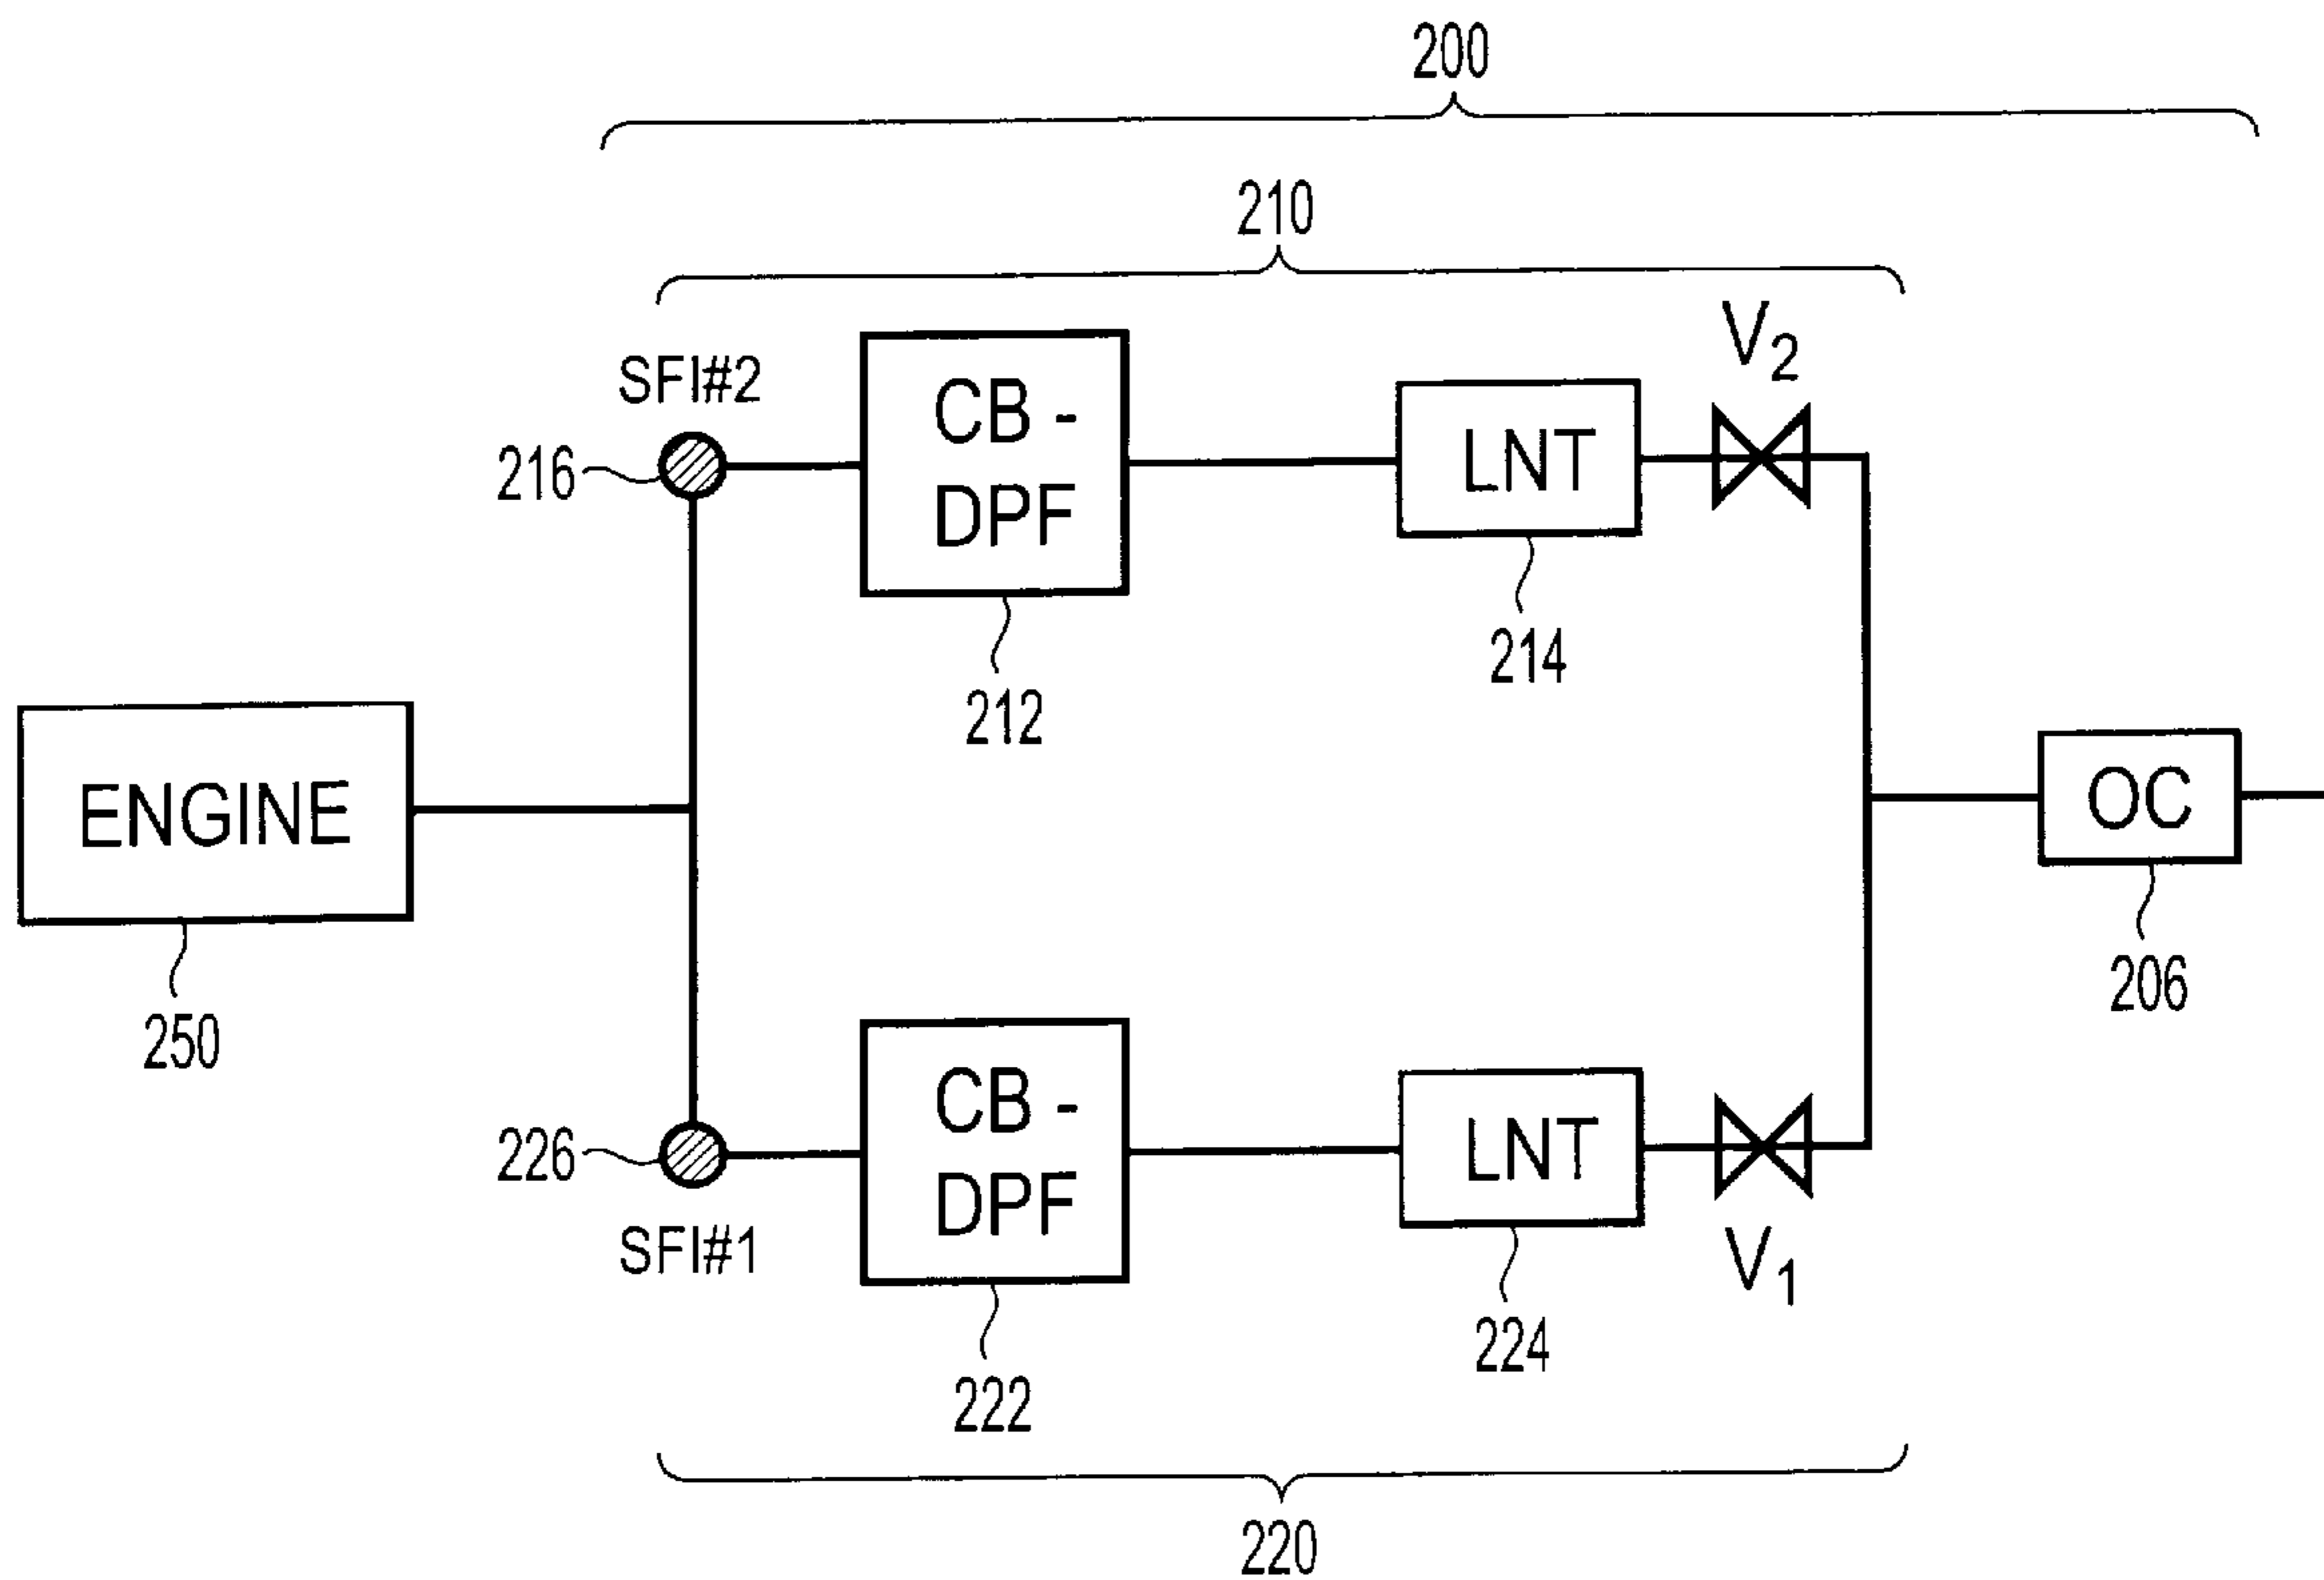 200
210
V2
SFI#2
CB -
DPF
LNT
216
214
212
ENGINE
OC
250
206
226
CB -
DPF
LNT
SFI#1
V1
224
222
220